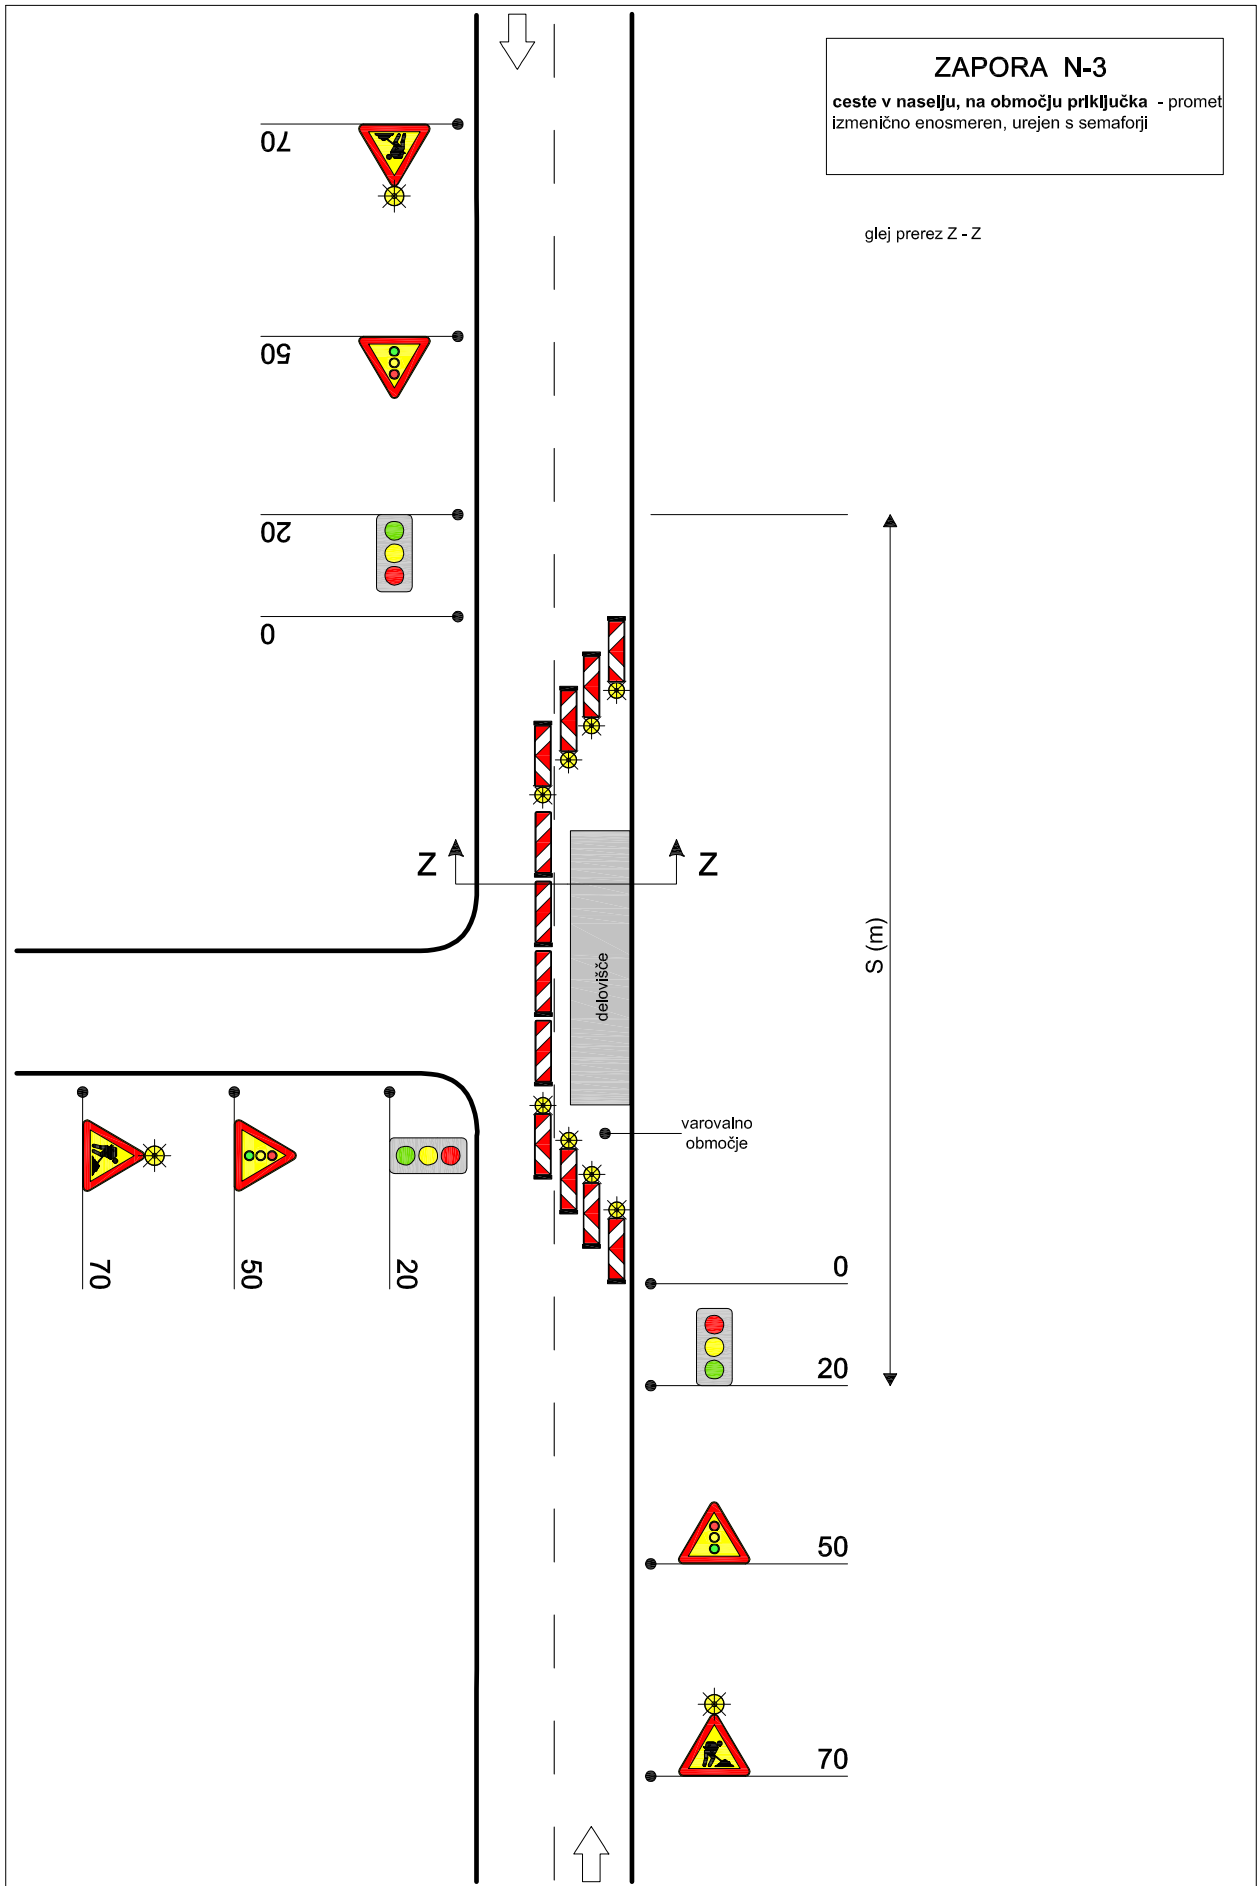 ZAPORA N-3
ceste v naselju, na območju priključka - promet
izmenično enosmeren, urejen s semaforji
glej prerez Z - Z
70
50
20
0
Z
Z
S (m)
delovišče
varovalno
območje
70
50
20
0
20
50
70